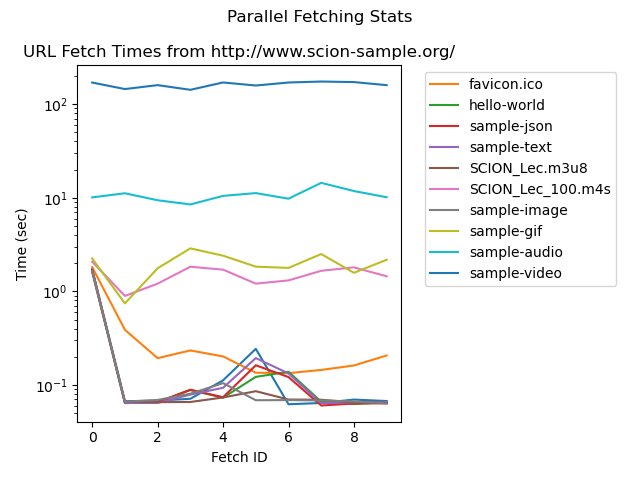 Parallel Fetching Stats
URL Fetch Times from http://www.scion-sample.org/
Time (sec)
10²
10¹
10⁰
10⁻¹
0 2 4 6 8
Fetch ID
favicon.ico
hello-world
sample-json
sample-text
SCION_Lec.m3u8
SCION_Lec_100.m4s
sample-image
sample-gif
sample-audio
sample-video